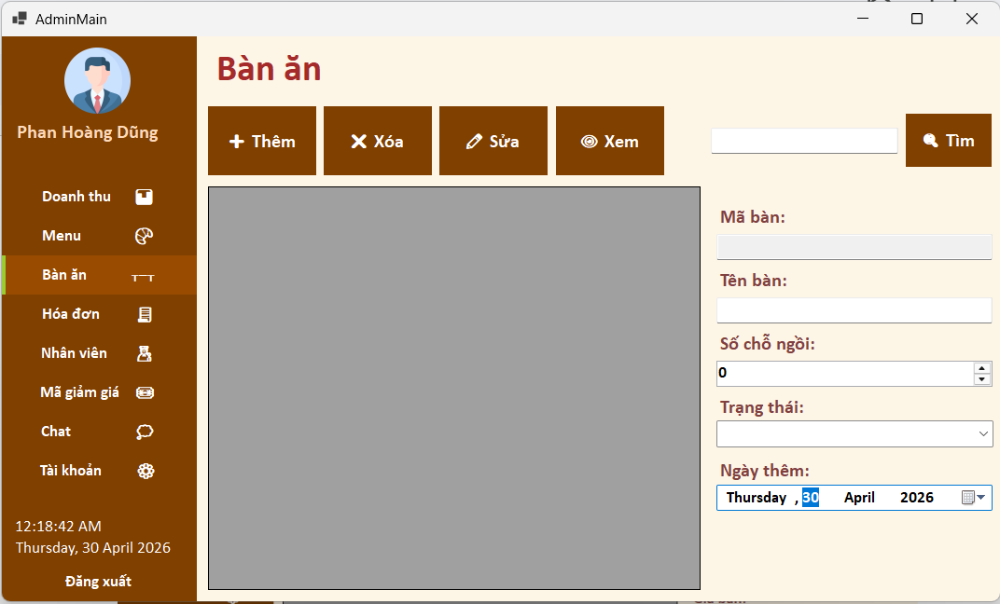 AdminMain
Phan Hoàng Dũng
Doanh thu
Menu
Bàn ăn
Hóa đơn
Nhân viên
Mã giảm giá
Chat
Tài khoản
12:18:42 AM
Thursday, 30 April 2026
Đăng xuất
Bàn ăn
Thêm
Xóa
Sửa
Xem
Tìm
Mã bàn:
Tên bàn:
Số chỗ ngồi:
0
Trạng thái:
Ngày thêm:
Thursday , 30 April 2026